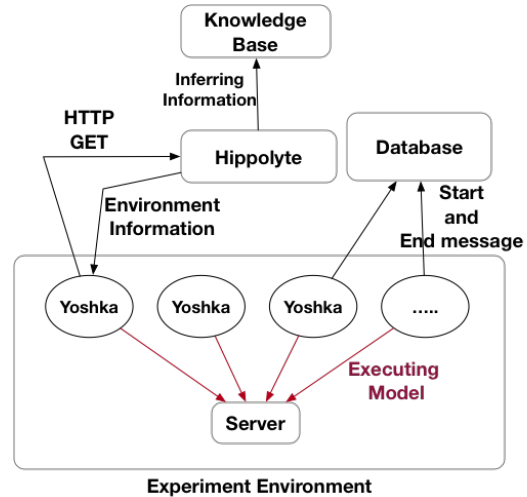 Knowledge
Base
Inferring
Information
HTTP
GET
Hippolyte
Database
Environment
Information
Start
and
End message
Yoshka
Yoshka
Yoshka
.....
Executing
Model
Server
Experiment Environment